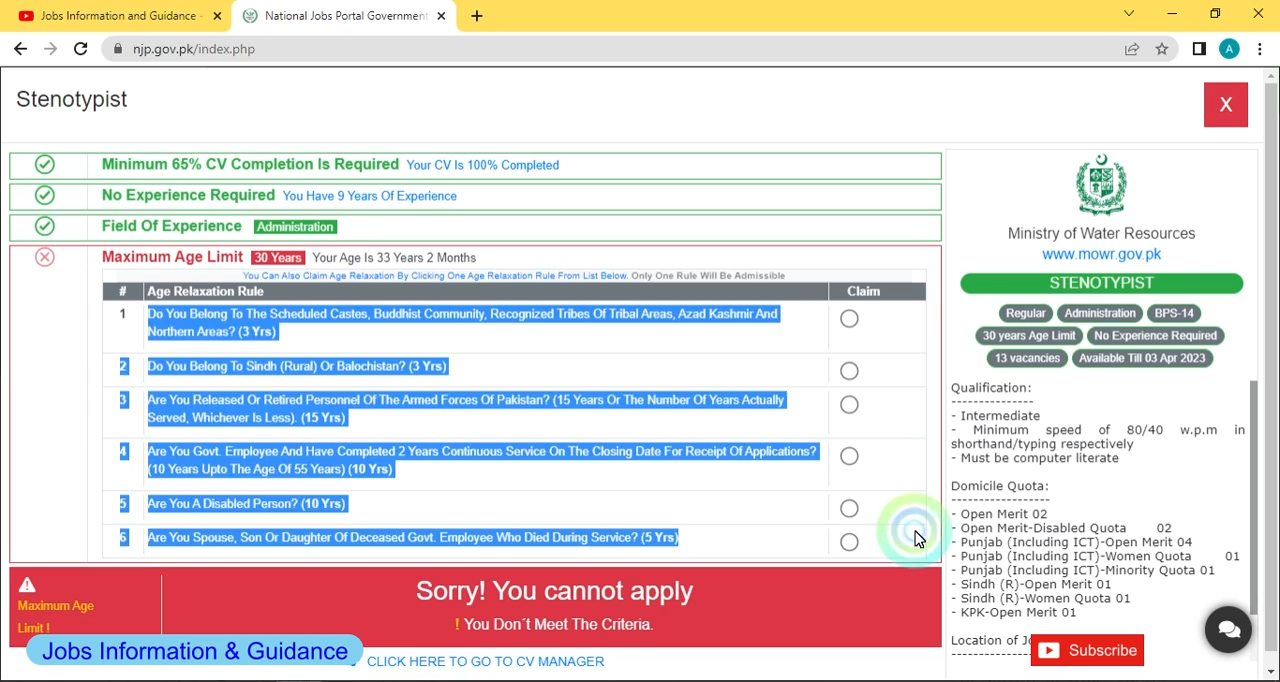 Jobs Information and Guidance -
National Jobs Portal Government
njp.gov.pk/index.php
A
Stenotypist
X
Minimum 65% CV Completion Is Required Your CV Is 100% Completed
No Experience Required You Have 9 Years Of Experience
Field Of Experience Administration
Maximum Age Limit 30 Years Your Age Is 33 Years 2 Months
You Can Also Claim Age Relaxation By Clicking One Age Relaxation Rule From List Below. Only One Rule Will Be Admissible
# Age Relaxation Rule Claim
1 Do You Belong To The Scheduled Castes, Buddhist Community, Recognized Tribes Of Tribal Areas, Azad Kashmir And
Northern Areas? (3 Yrs)
2 Do You Belong To Sindh (Rural) Or Balochistan? (3 Yrs)
3 Are You Released Or Retired Personnel Of The Armed Forces Of Pakistan? (15 Years Or The Number Of Years Actually
Served, Whichever Is Less). (15 Yrs)
4 Are You Govt. Employee And Have Completed 2 Years Continuous Service On The Closing Date For Receipt Of Applications?
(10 Years Upto The Age Of 55 Years) (10 Yrs)
5 Are You A Disabled Person? (10 Yrs)
6 Are You Spouse, Son Or Daughter Of Deceased Govt. Employee Who Died During Service? (5 Yrs)
Maximum Age
Limit !
Sorry! You cannot apply
! You Don´t Meet The Criteria.
Jobs Information & Guidance
CLICK HERE TO GO TO CV MANAGER
Ministry of Water Resources
www.mowr.gov.pk
STENOTYPIST
Regular Administration BPS-14
30 years Age Limit No Experience Required
13 vacancies Available Till 03 Apr 2023
Qualification:
--------------
- Intermediate
- Minimum speed of 80/40 w.p.m in
shorthand/typing respectively
- Must be computer literate
Domicile Quota:
-----------------
- Open Merit 02
- Open Merit-Disabled Quota 02
- Punjab (Including ICT)-Open Merit 04
- Punjab (Including ICT)-Women Quota 01
- Punjab (Including ICT)-Minority Quota 01
- Sindh (R)-Open Merit 01
- Sindh (R)-Women Quota 01
- KPK-Open Merit 01
Location of
Subscribe